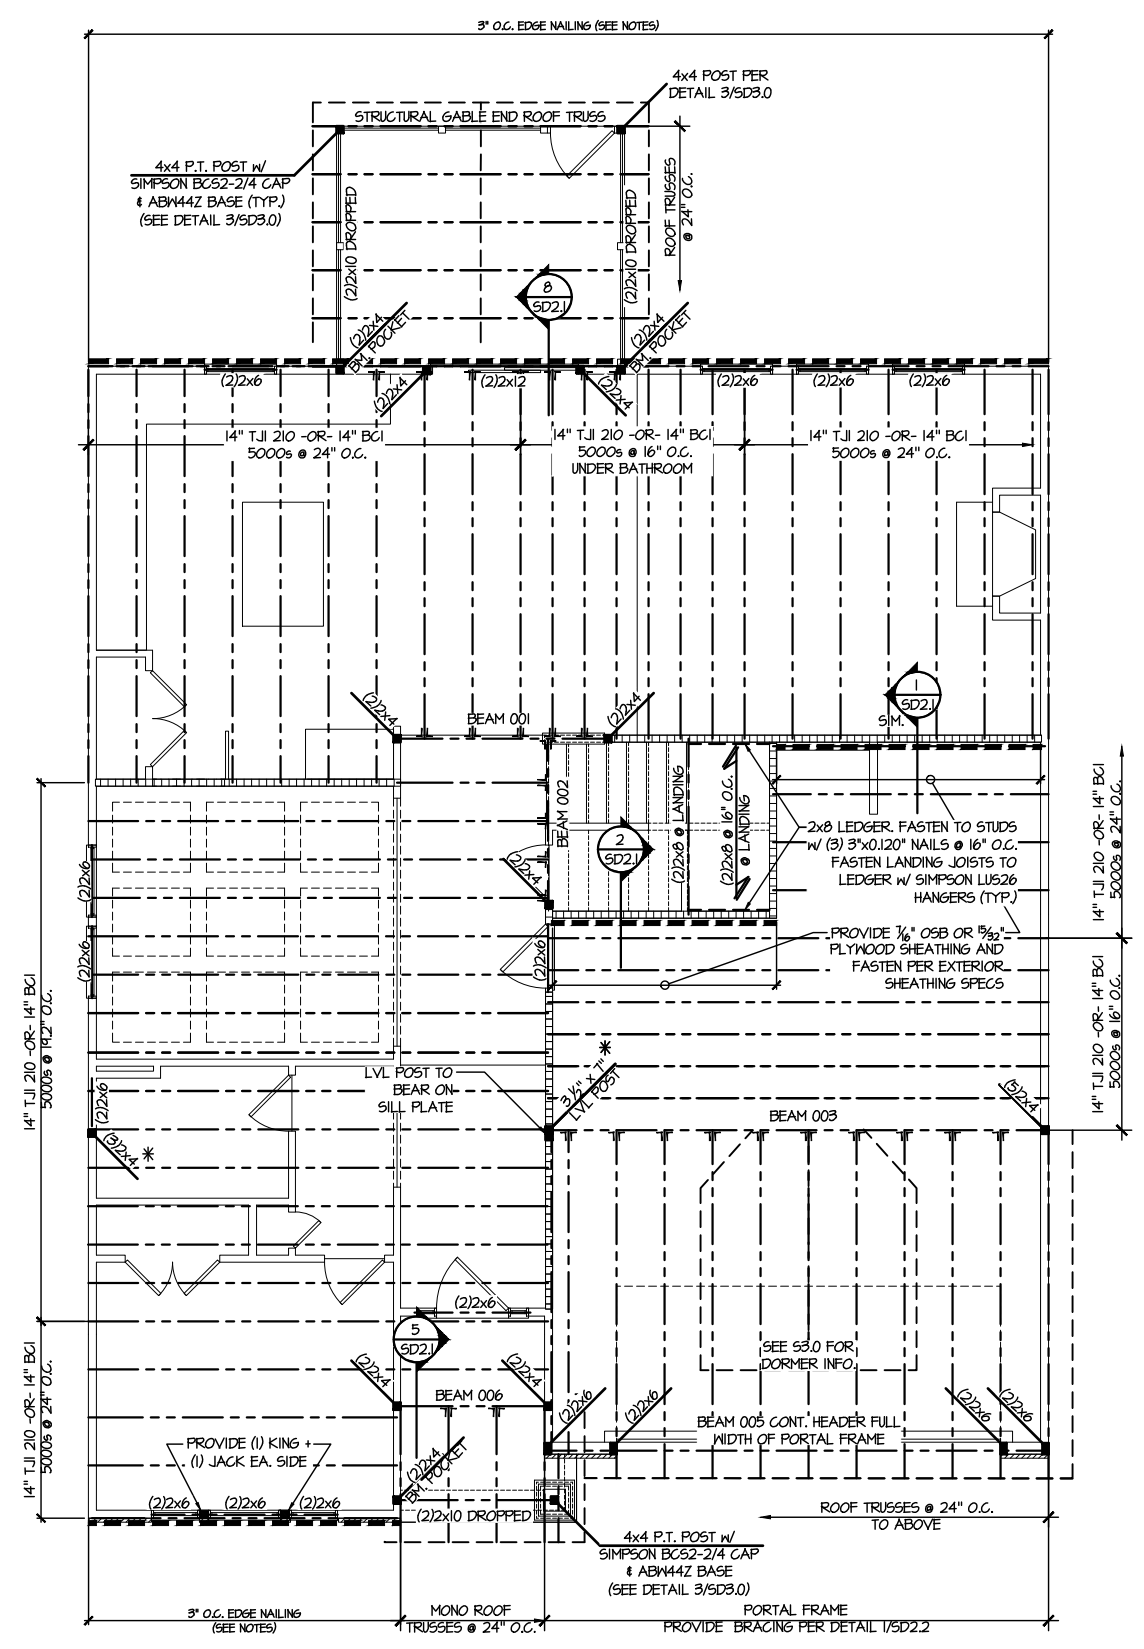 3" O.C. EDGE NAILING (SEE NOTES)
4x4 POST PER
DETAIL 3/SD3.0
STRUCTURAL GABLE END ROOF TRUSS
4x4 P.T. POST W/
SIMPSON BCS2-2/4 CAP
& ABW44Z BASE (TYP.)
(SEE DETAIL 3/SD3.0)
(2)2x10 DROPPED
(2)2x10 DROPPED
ROOF TRUSSES
@ 24" O.C.
8
SD2.1
(2)2x4
BM. POCKET
(2)2x4
BM. POCKET
(2)2x6
(2)2x4
(2)2x12
(2)2x4
(2)2x6
(2)2x6
(2)2x6
14" TJI 210 -OR- 14" BCI
5000s @ 24" O.C.
14" TJI 210 -OR- 14" BCI
5000s @ 16" O.C.
UNDER BATHROOM
14" TJI 210 -OR- 14" BCI
5000s @ 24" O.C.
1
SD2.1
SIM.
(2)2x4
BEAM 001
(2)2x4
BEAM 002
(2)2x8 @ LANDING
(2)2x8 @ 16" O.C.
@ LANDING
2
SD2.1
2x8 LEDGER. FASTEN TO STUDS
W/ (3) 3"x0.120" NAILS @ 16" O.C.
FASTEN LANDING JOISTS TO
LEDGER W/ SIMPSON LUS26
HANGERS (TYP.)
14" TJI 210 -OR- 14" BCI
5000s @ 24" O.C.
(2)2x6
(2)2x4
(2)2x6
(2)2x6
PROVIDE 7/16" OSB OR 15/32"
PLYWOOD SHEATHING AND
FASTEN PER EXTERIOR
SHEATHING SPECS
14" TJI 210 -OR- 14" BCI
5000s @ 16" O.C.
14" TJI 210 -OR- 14" BCI
5000s @ 19.2" O.C.
LVL POST TO
BEAR ON
SILL PLATE
3 1/2" x 7" *
LVL POST
(2)2x6
(3)2x4 *
BEAM 003
(5)2x4
(2)2x6
5
SD2.1
SEE S3.0 FOR
DORMER INFO.
14" TJI 210 -OR- 14" BCI
5000s @ 24" O.C.
(2)2x4
BEAM 006
(2)2x4
(2)2x6
(2)2x6
(2)2x6
(2)2x6
BEAM 005 CONT. HEADER FULL
WIDTH OF PORTAL FRAME
PROVIDE (1) KING +
(1) JACK EA. SIDE
(2)2x4
BM. POCKET
(2)2x6
(2)2x6
(2)2x6
(2)2x10 DROPPED
ROOF TRUSSES @ 24" O.C.
TO ABOVE
4x4 P.T. POST W/
SIMPSON BCS2-2/4 CAP
& ABW44Z BASE
(SEE DETAIL 3/SD3.0)
3" O.C. EDGE NAILING
(SEE NOTES)
MONO ROOF
TRUSSES @ 24" O.C.
PORTAL FRAME
PROVIDE BRACING PER DETAIL 1/SD2.2